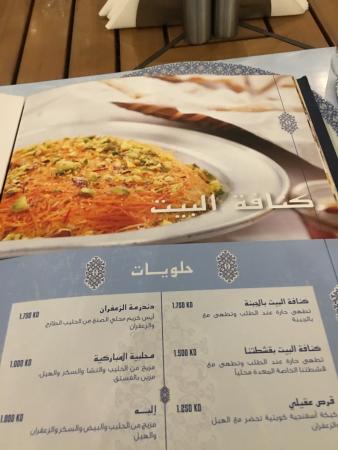 كنافة البيت
حلويات
كنافة البيت بالجبنة
1.750 KD
تطهى حارة عند الطلب وتطهى مع
بالجبنة
كنافة البيت بقشطتنا
1.500 KD
تطهى حارة عند الطلب وتطهى مع
قشطتنا الخاصة المعدة محلياً
قرص عقيلي
1.250 KD
كيكة أسفنجية كويتية تحضر مع الهيل
والزعفران
دندرمة الزعفران
1.750 KD
آيس كريم محلي الصنع من الحليب الطازج
والزعفران
محلبية المباركية
1.000 KD
مزيج من الحليب والنشا والسكر والهيل،
مزين بالفستق
إلبه
1.000 KD
مزيج من الحليب والبيض والسكر والزعفران
والهيل